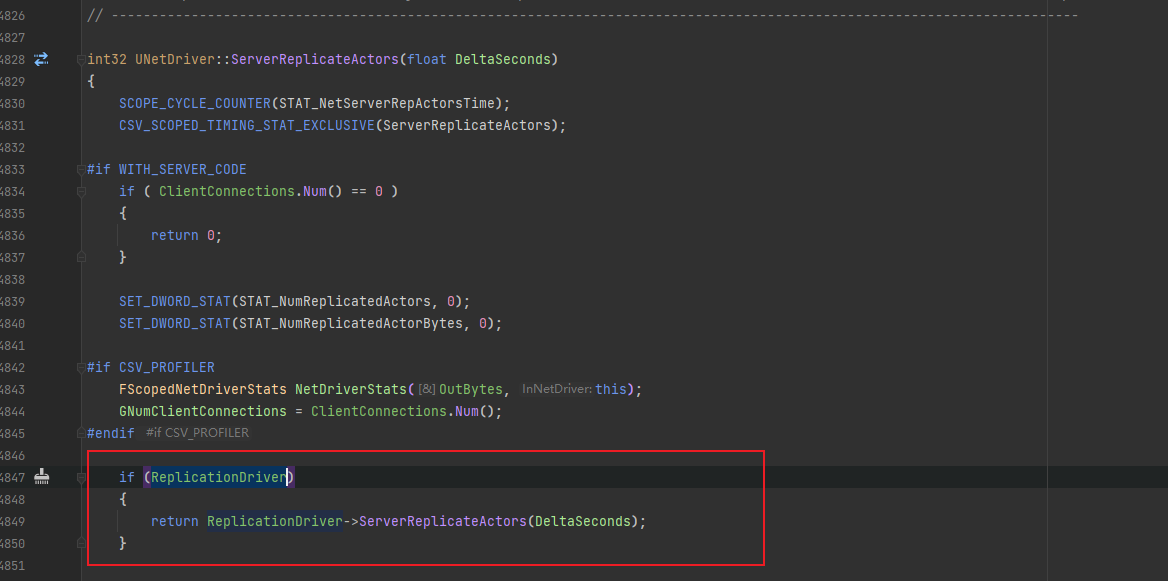 4826 // -------------------------------------------------------------------------------------------------------------------------
4827
4828 int32 UNetDriver::ServerReplicateActors(float DeltaSeconds)
4829 {
4830 SCOPE_CYCLE_COUNTER(STAT_NetServerRepActorsTime);
4831 CSV_SCOPED_TIMING_STAT_EXCLUSIVE(ServerReplicateActors);
4832
4833 #if WITH_SERVER_CODE
4834 if ( ClientConnections.Num() == 0 )
4835 {
4836 return 0;
4837 }
4838
4839 SET_DWORD_STAT(STAT_NumReplicatedActors, 0);
4840 SET_DWORD_STAT(STAT_NumReplicatedActorBytes, 0);
4841
4842 #if CSV_PROFILER
4843 FScopedNetDriverStats NetDriverStats([&]OutBytes, InNetDriver: this);
4844 GNumClientConnections = ClientConnections.Num();
4845 #endif #if CSV_PROFILER
4846
4847 if (ReplicationDriver)
4848 {
4849 return ReplicationDriver->ServerReplicateActors(DeltaSeconds);
4850 }
4851